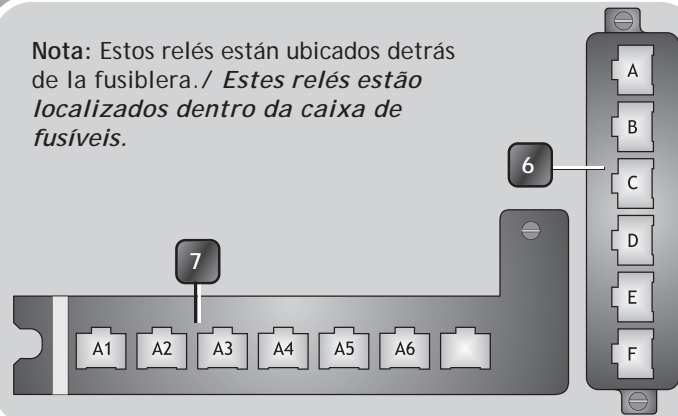 Nota: Estos relés están ubicados detrás
de la fusiblera./ Estes relés estão
localizados dentro da caixa de
fusíveis.
6
7
A
B
C
D
E
F
A1 A2 A3 A4 A5 A6